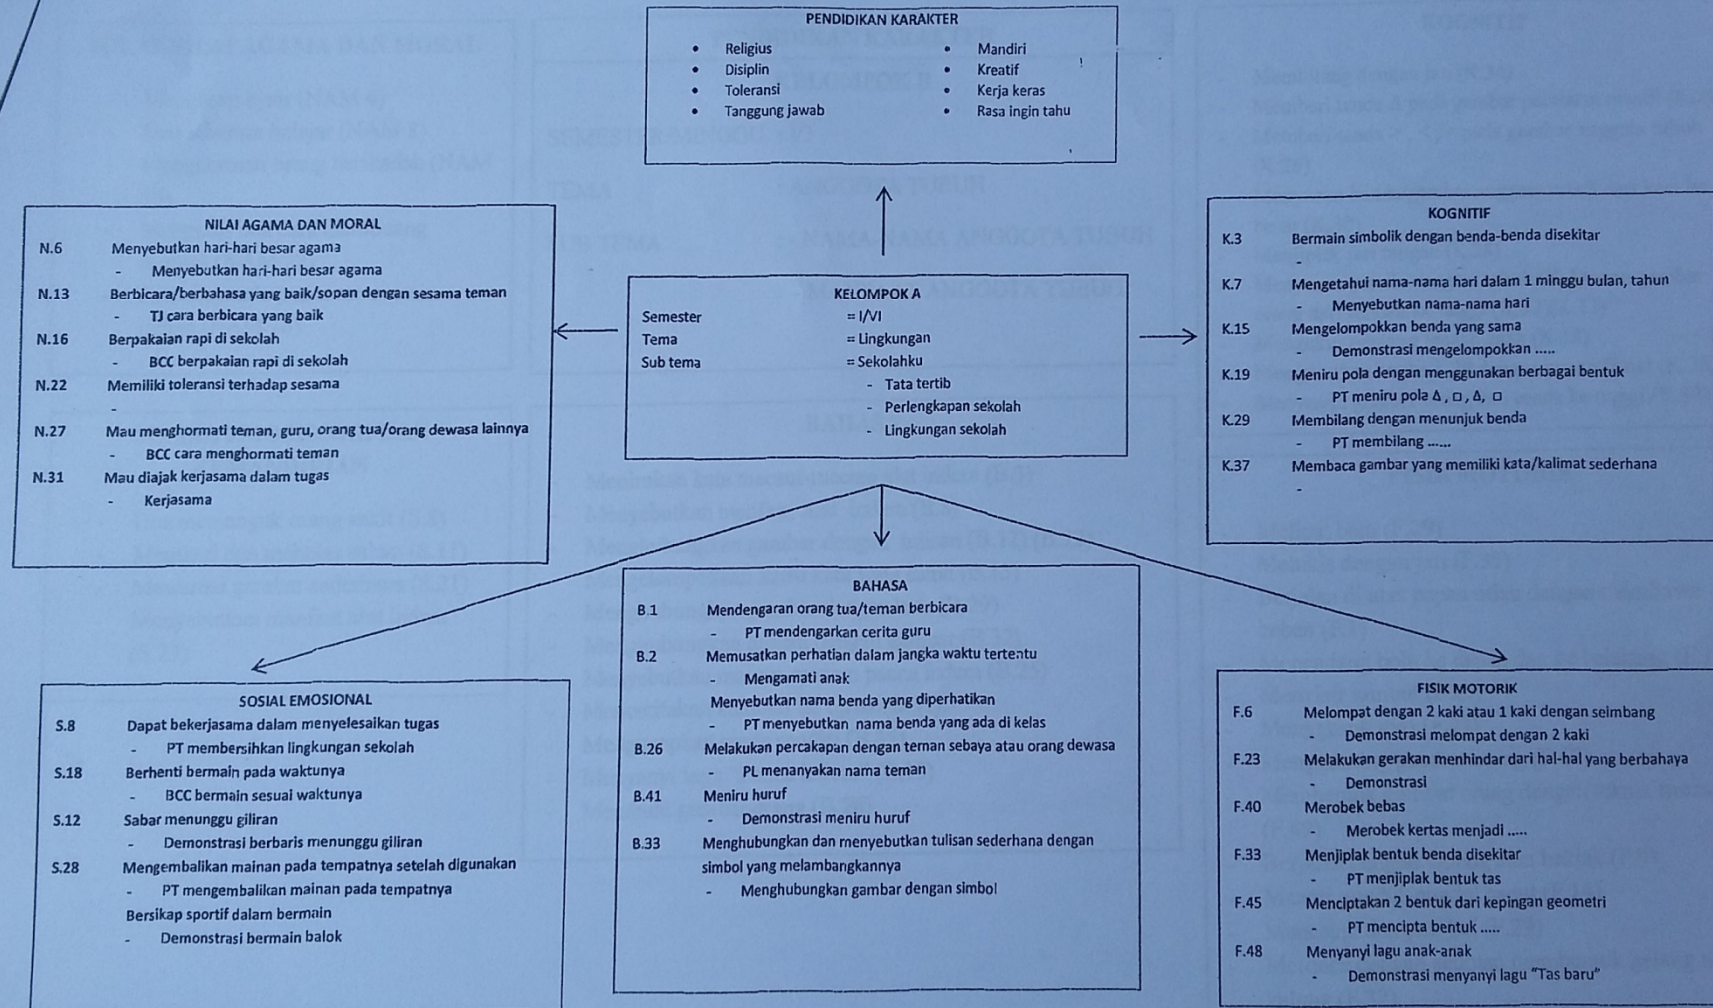 PENDIDIKAN KARAKTER
• Religius
• Disiplin
• Toleransi
• Tanggung jawab
• Mandiri
• Kreatif
• Kerja keras
• Rasa ingin tahu
NILAI AGAMA DAN MORAL
N.6 Menyebutkan hari-hari besar agama
- Menyebutkan hari-hari besar agama
N.13 Berbicara/berbahasa yang baik/sopan dengan sesama teman
- TJ cara berbicara yang baik
N.16 Berpakaian rapi di sekolah
- BCC berpakaian rapi di sekolah
N.22 Memiliki toleransi terhadap sesama
-
N.27 Mau menghormati teman, guru, orang tua/orang dewasa lainnya
- BCC cara menghormati teman
N.31 Mau diajak kerjasama dalam tugas
- Kerjasama
KELOMPOK A
Semester = I/VI
Tema = Lingkungan
Sub tema = Sekolahku
- Tata tertib
- Perlengkapan sekolah
- Lingkungan sekolah
KOGNITIF
K.3 Bermain simbolik dengan benda-benda disekitar
-
K.7 Mengetahui nama-nama hari dalam 1 minggu bulan, tahun
- Menyebutkan nama-nama hari
K.15 Mengelompokkan benda yang sama
- Demonstrasi mengelompokkan .....
K.19 Meniru pola dengan menggunakan berbagai bentuk
- PT meniru pola Δ , □ , Δ, □
K.29 Membilang dengan menunjuk benda
- PT membilang ......
K.37 Membaca gambar yang memiliki kata/kalimat sederhana
-
SOSIAL EMOSIONAL
S.8 Dapat bekerjasama dalam menyelesaikan tugas
- PT membersihkan lingkungan sekolah
S.18 Berhenti bermain pada waktunya
- BCC bermain sesuai waktunya
S.12 Sabar menunggu giliran
- Demonstrasi berbaris menunggu giliran
S.28 Mengembalikan mainan pada tempatnya setelah digunakan
- PT mengembalikan mainan pada tempatnya
Bersikap sportif dalam bermain
- Demonstrasi bermain balok
BAHASA
B.1 Mendengaran orang tua/teman berbicara
- PT mendengarkan cerita guru
B.2 Memusatkan perhatian dalam jangka waktu tertentu
- Mengamati anak
Menyebutkan nama benda yang diperhatikan
- PT menyebutkan nama benda yang ada di kelas
B.26 Melakukan percakapan dengan teman sebaya atau orang dewasa
- PL menanyakan nama teman
B.41 Meniru huruf
- Demonstrasi meniru huruf
B.33 Menghubungkan dan menyebutkan tulisan sederhana dengan
simbol yang melambangkannya
- Menghubungkan gambar dengan simbol
FISIK MOTORIK
F.6 Melompat dengan 2 kaki atau 1 kaki dengan seimbang
- Demonstrasi melompat dengan 2 kaki
F.23 Melakukan gerakan menhindar dari hal-hal yang berbahaya
- Demonstrasi
F.40 Merobek bebas
- Merobek kertas menjadi .....
F.33 Menjiplak bentuk benda disekitar
- PT menjiplak bentuk tas
F.45 Menciptakan 2 bentuk dari kepingan geometri
- PT mencipta bentuk .....
F.48 Menyanyi lagu anak-anak
- Demonstrasi menyanyi lagu "Tas baru"